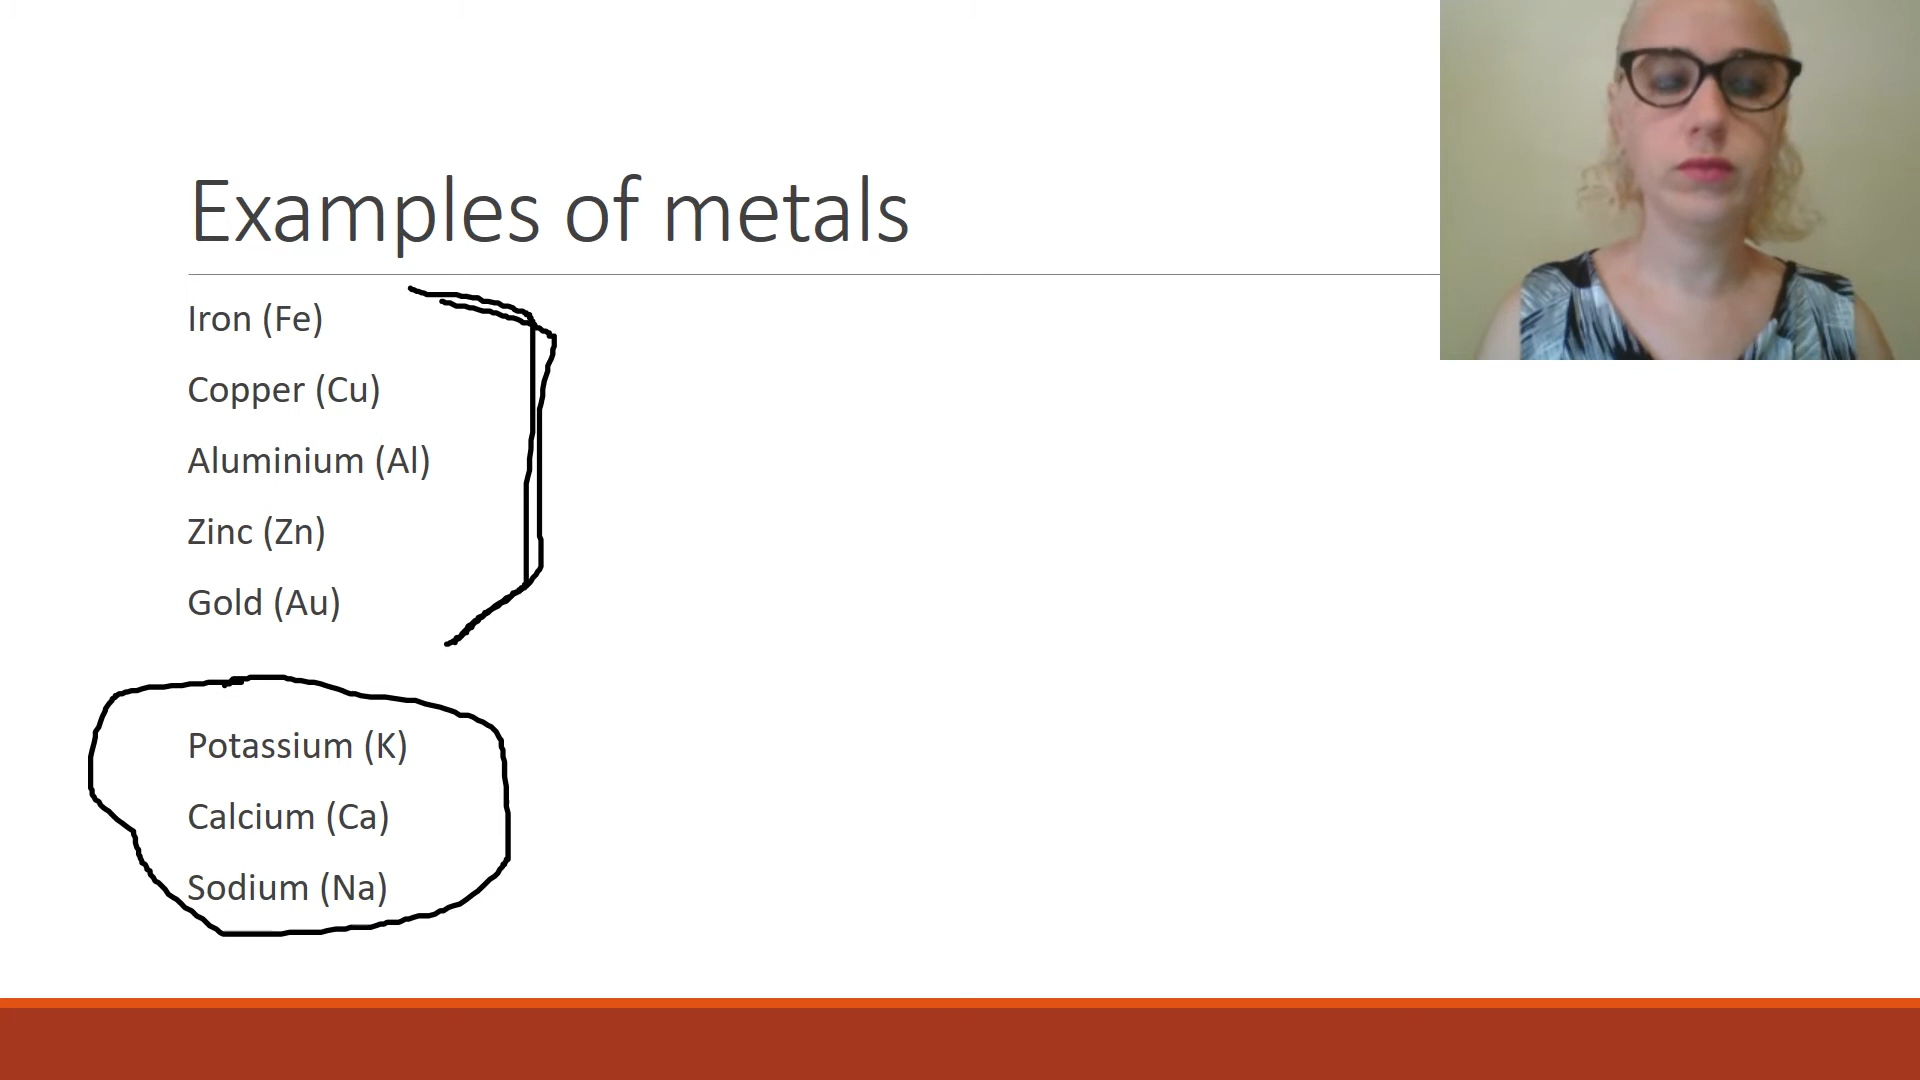 Examples of metals
Iron (Fe)
Copper (Cu)
Aluminium (Al)
Zinc (Zn)
Gold (Au)
Potassium (K)
Calcium (Ca)
Sodium (Na)